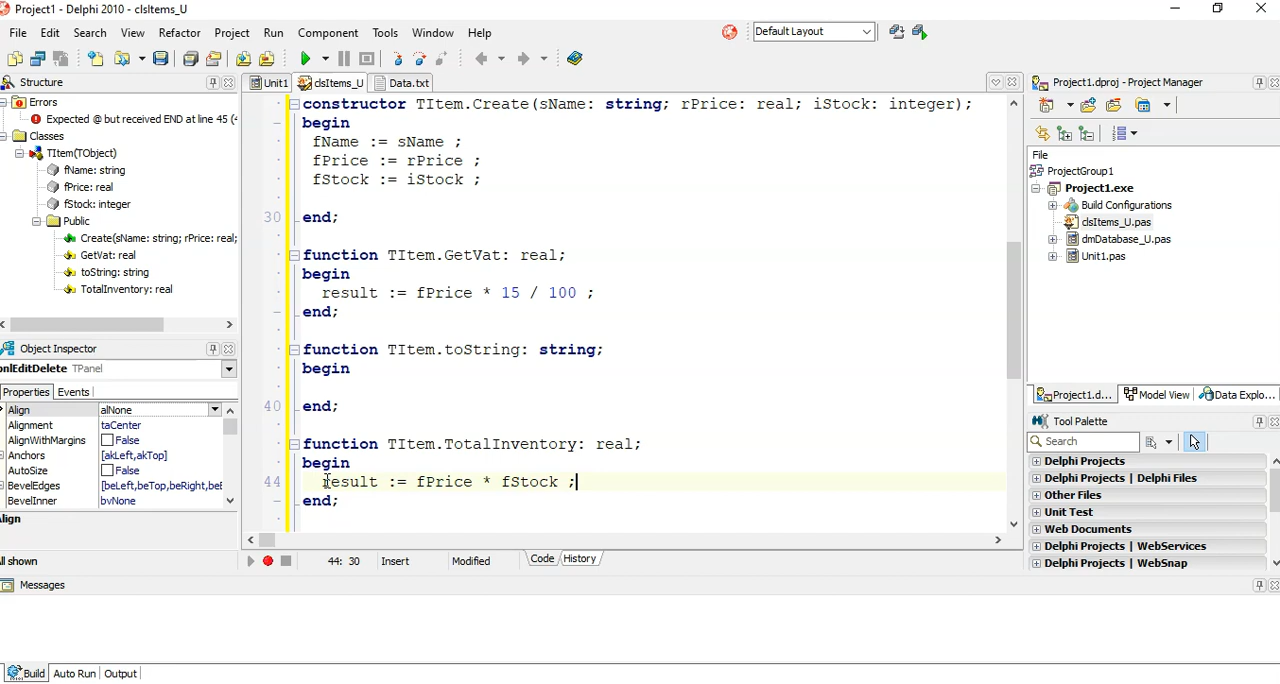 Project1 - Delphi 2010 - clsItems_U
File Edit Search View Refactor Project Run Component Tools Window Help
Default Layout
Structure
Errors
Expected @ but received END at line 45 (4
Classes
TItem(TObject)
fName: string
fPrice: real
fStock: integer
Public
Create(sName: string; rPrice: real;
GetVat: real
toString: string
TotalInventory: real
Object Inspector
pnlEditDelete TPanel
Properties Events
Align alNone
Alignment taCenter
AlignWithMargins False
Anchors [akLeft,akTop]
AutoSize False
BevelEdges [beLeft,beTop,beRight,beE
BevelInner bvNone
Align
All shown
Unit1 clsItems_U Data.txt
constructor TItem.Create(sName: string; rPrice: real; iStock: integer);
begin
fName := sName ;
fPrice := rPrice ;
fStock := iStock ;
30 end;
function TItem.GetVat: real;
begin
result := fPrice * 15 / 100 ;
end;
function TItem.toString: string;
begin
40 end;
function TItem.TotalInventory: real;
begin
44 result := fPrice * fStock ;
end;
44: 30 Insert Modified Code History
Project1.dproj - Project Manager
File
ProjectGroup1
Project1.exe
Build Configurations
clsItems_U.pas
dmDatabase_U.pas
Unit1.pas
Project1.d... Model View Data Explo...
Tool Palette
Search
Delphi Projects
Delphi Projects | Delphi Files
Other Files
Unit Test
Web Documents
Delphi Projects | WebServices
Delphi Projects | WebSnap
Messages
Build Auto Run Output